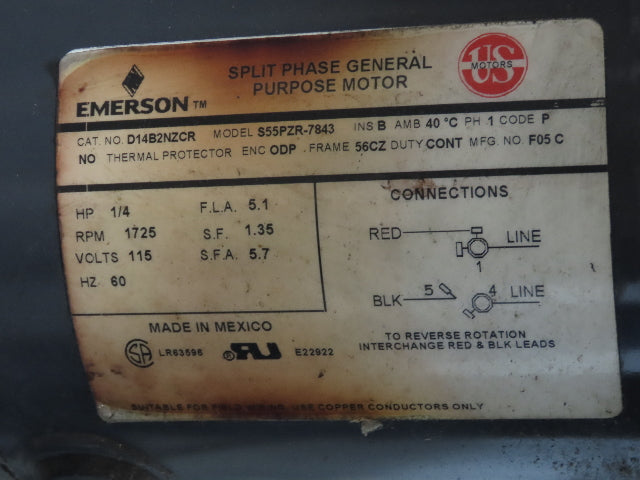 EMERSON™
SPLIT PHASE GENERAL
PURPOSE MOTOR
US
MOTORS
CAT. NO. D14B2NZCR MODEL S55PZR-7843 INS B AMB 40 °C PH 1 CODE P
NO THERMAL PROTECTOR ENC ODP FRAME 56CZ DUTY CONT MFG. NO. F05 C
HP 1/4 F.L.A. 5.1
RPM 1725 S.F. 1.35
VOLTS 115 S.F.A. 5.7
HZ 60
CONNECTIONS
RED LINE
1
BLK 5 4 LINE
TO REVERSE ROTATION
INTERCHANGE RED & BLK LEADS
MADE IN MEXICO
SA LR63596 ® RU E22922
SUITABLE FOR FIELD WIRING. USE COPPER CONDUCTORS ONLY